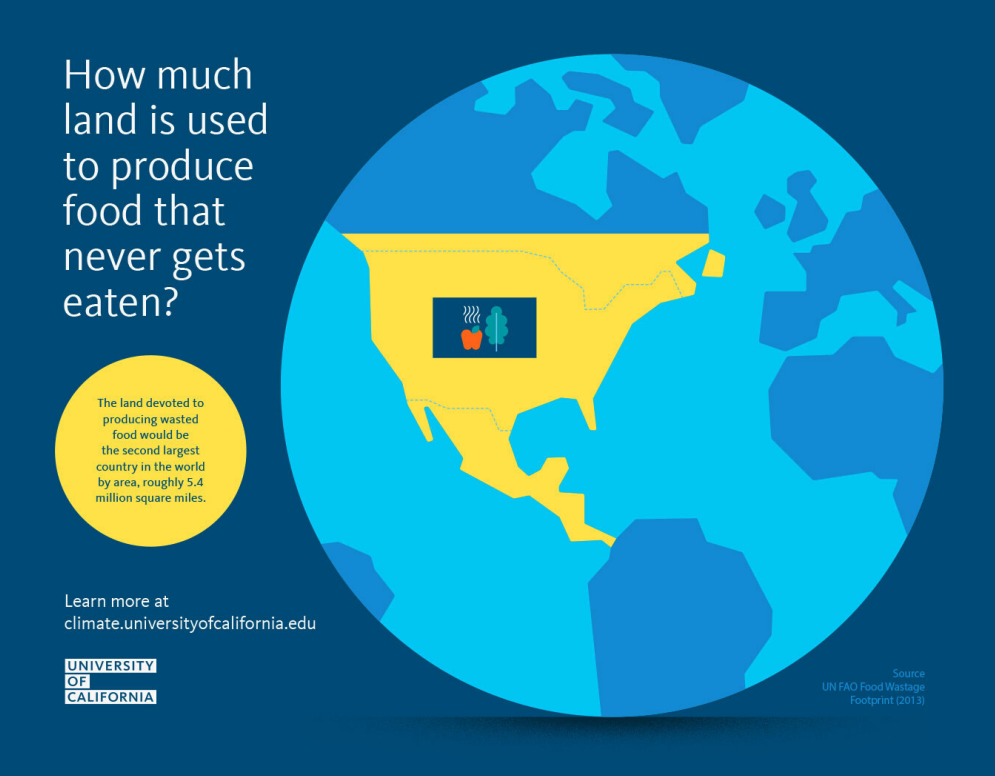 How much
land is used
to produce
food that
never gets
eaten?
The land devoted to
producing wasted
food would be
the second largest
country in the world
by area, roughly 5.4
million square miles.
Learn more at
climate.universityofcalifornia.edu
UNIVERSITY
OF
CALIFORNIA
Source
UN FAO Food Wastage
Footprint (2013)